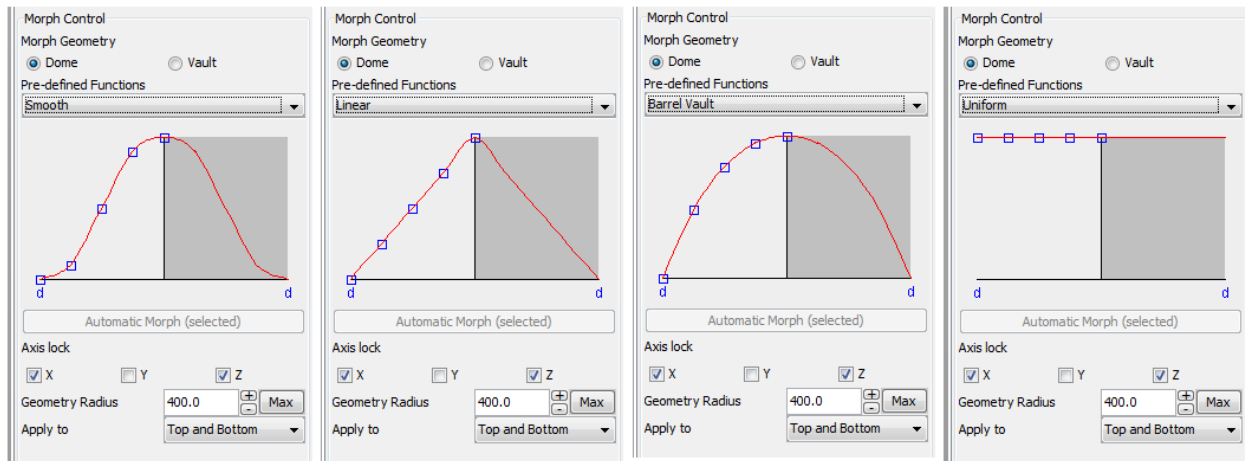 Morph Control
Morph Geometry
Dome Vault
Pre-defined Functions
Smooth
d d
Automatic Morph (selected)
Axis lock
X Y Z
Geometry Radius 400.0 + - Max
Apply to Top and Bottom
Morph Control
Morph Geometry
Dome Vault
Pre-defined Functions
Linear
d d
Automatic Morph (selected)
Axis lock
X Y Z
Geometry Radius 400.0 + - Max
Apply to Top and Bottom
Morph Control
Morph Geometry
Dome Vault
Pre-defined Functions
Barrel Vault
d d
Automatic Morph (selected)
Axis lock
X Y Z
Geometry Radius 400.0 + - Max
Apply to Top and Bottom
Morph Control
Morph Geometry
Dome Vault
Pre-defined Functions
Uniform
d d
Automatic Morph (selected)
Axis lock
X Y Z
Geometry Radius 400.0 + - Max
Apply to Top and Bottom